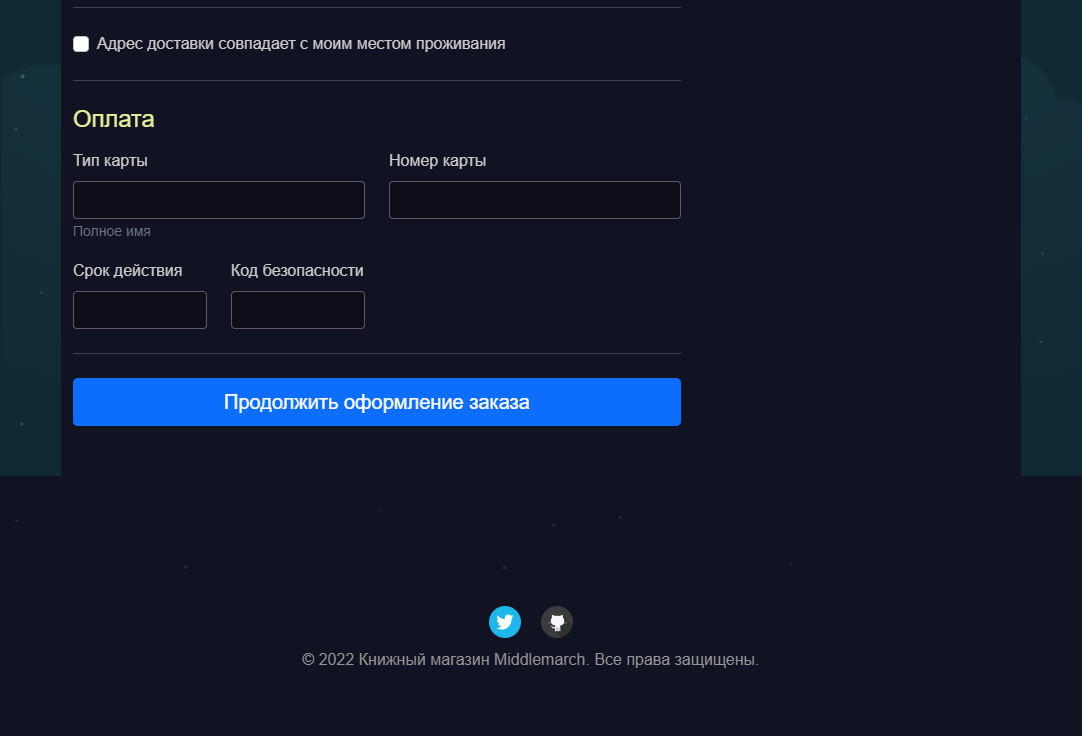 Адрес доставки совпадает с моим местом проживания
Оплата
Тип карты
Номер карты
Полное имя
Срок действия
Код безопасности
Продолжить оформление заказа
© 2022 Книжный магазин Middlemarch. Все права защищены.